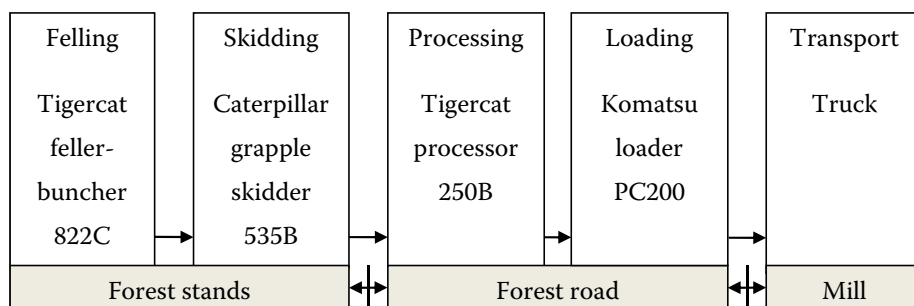 Felling
Tigercat
feller-
buncher
822C
Skidding
Caterpillar
grapple
skidder
535B
Processing
Tigercat
processor
250B
Loading
Komatsu
loader
PC200
Transport
Truck
Forest stands
Forest road
Mill